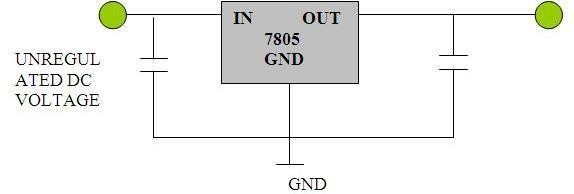 IN OUT
7805
GND
UNREGUL
ATED DC
VOLTAGE
GND